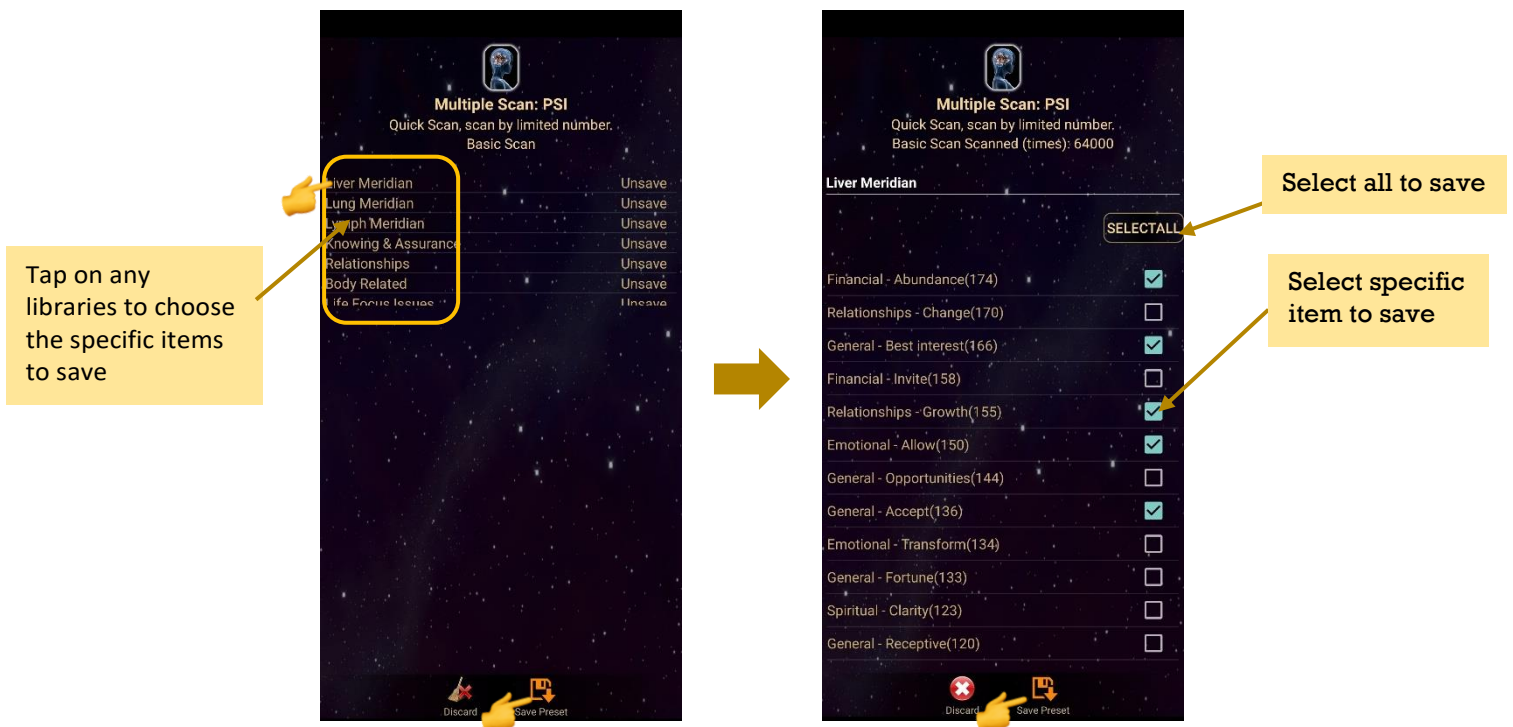 Tap on any
libraries to choose
the specific items
to save
Multiple Scan: PSI
Quick Scan, scan by limited number.
Basic Scan
Liver Meridian Unsave
Lung Meridian Unsave
Lymph Meridian Unsave
Knowing & Assurance Unsave
Relationships Unsave
Body Related Unsave
Life Focus Issues Unsave
Discard Save Preset
Multiple Scan: PSI
Quick Scan, scan by limited number.
Basic Scan Scanned (times): 64000
Liver Meridian
SELECTALL
Financial - Abundance(174)
Relationships - Change(170)
General - Best interest(166)
Financial - Invite(158)
Relationships - Growth(155)
Emotional - Allow(150)
General - Opportunities(144)
General - Accept(136)
Emotional - Transform(134)
General - Fortune(133)
Spiritual - Clarity(123)
General - Receptive(120)
Discard Save Preset
Select all to save
Select specific
item to save